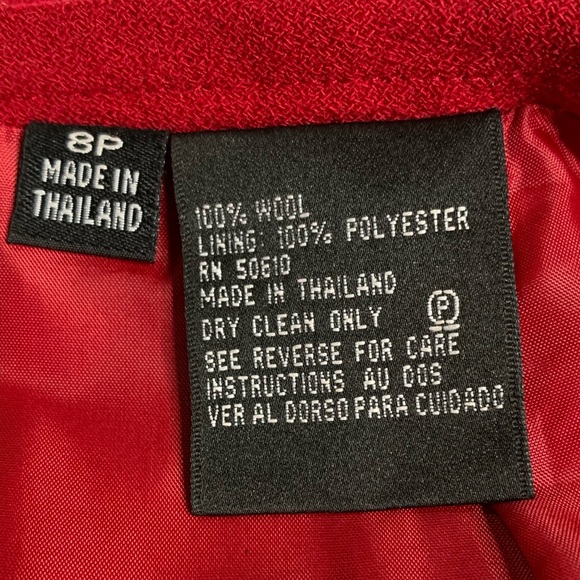 8P
MADE IN
THAILAND
100% WOOL
LINING: 100% POLYESTER
RN 50610
MADE IN THAILAND
DRY CLEAN ONLY Ⓟ
SEE REVERSE FOR CARE
INSTRUCTIONS AU DOS
VER AL DORSO PARA CUIDADO